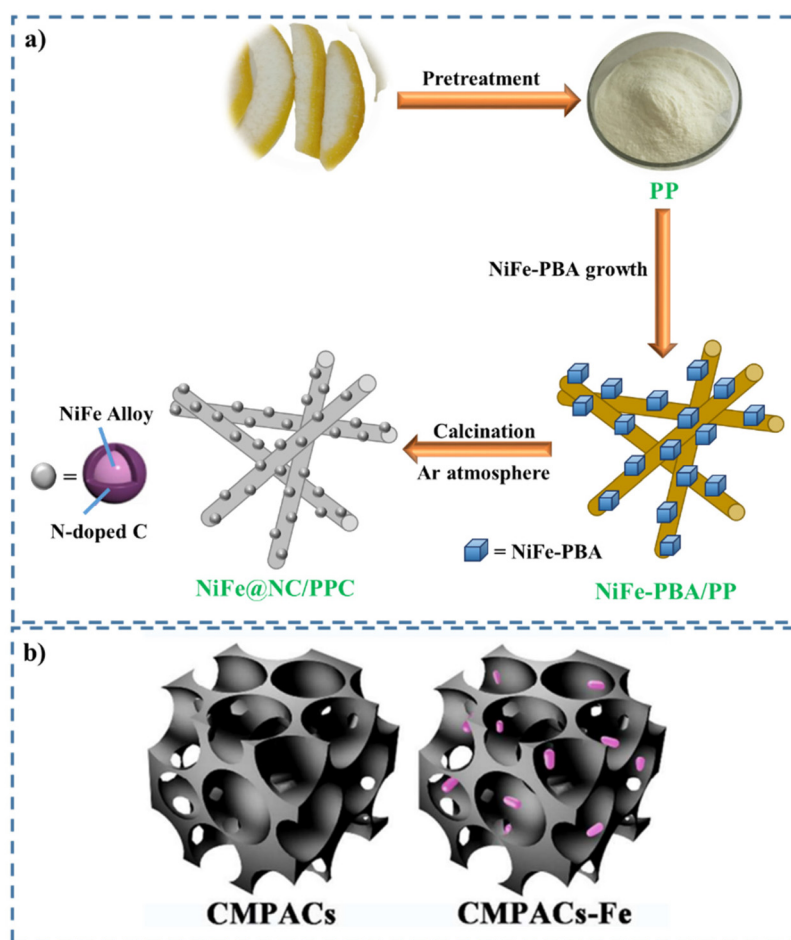 a)
Pretreatment
PP
NiFe-PBA growth
NiFe Alloy
=
N-doped C
Calcination
Ar atmosphere
= NiFe-PBA
NiFe@NC/PPC
NiFe-PBA/PP
b)
CMPACs
CMPACs-Fe